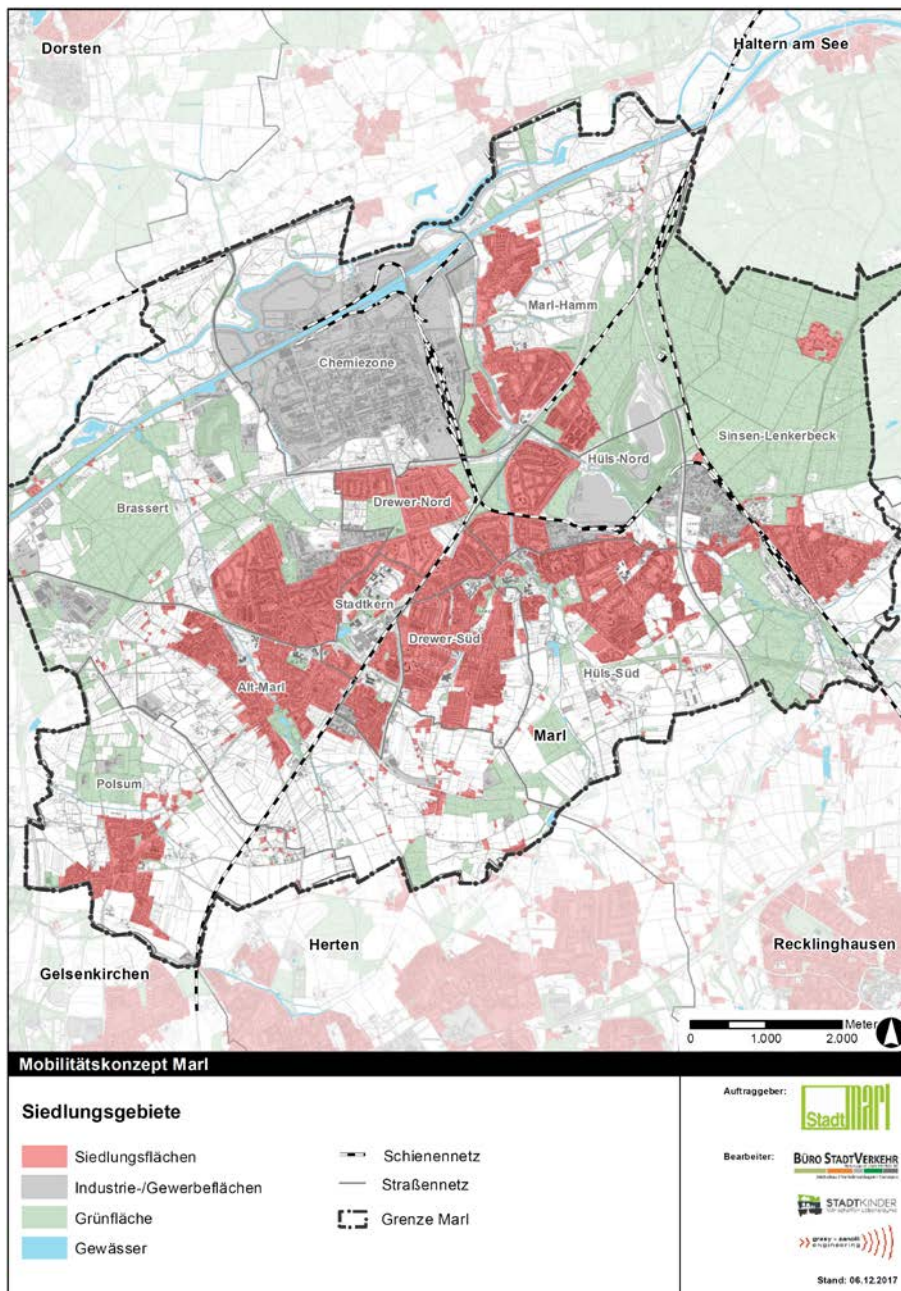 Dorsten
Haltern am See
Marl-Hamm
Chemiezone
Sinsen-Lenkerbeck
Hüls-Nord
Drewer-Nord
Brassert
Stadtkern
Drewer-Süd
Hüls-Süd
Alt-Marl
Marl
Polsum
Herten
Recklinghausen
Gelsenkirchen
Meter
0 1.000 2.000
Mobilitätskonzept Marl
Siedlungsgebiete
Siedlungsflächen
Industrie-/Gewerbeflächen
Grünfläche
Gewässer
Schienennetz
Straßennetz
Grenze Marl
Auftraggeber:
Stadt marl
Bearbeiter:
BÜRO STADTVERKEHR
STADTKINDER
engineering
Stand: 06.12.2017